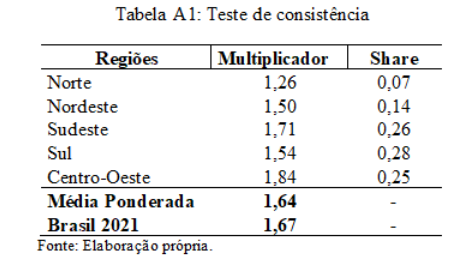 Tabela A1: Teste de consistência
Regiões Multiplicador Share
Norte 1,26 0,07
Nordeste 1,50 0,14
Sudeste 1,71 0,26
Sul 1,54 0,28
Centro-Oeste 1,84 0,25
Média Ponderada 1,64 -
Brasil 2021 1,67 -
Fonte: Elaboração própria.